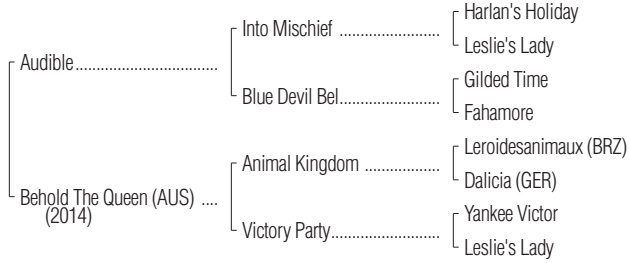 Harlan's Holiday
Into Mischief ........................
Leslie's Lady
Audible..................................
Gilded Time
Blue Devil Bel........................
Fahamore
Leroidesanimaux (BRZ)
Animal Kingdom ..................
Dalicia (GER)
Behold The Queen (AUS) ....
(2014)
Yankee Victor
Victory Party..........................
Leslie's Lady